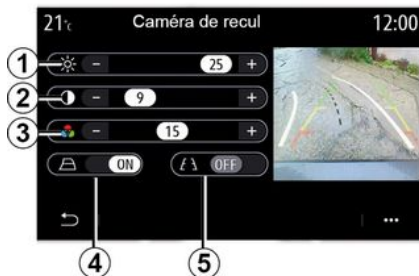 21°c Caméra de recul 12:00
1 - 25 +
2 - 9 +
3 - 15 +
ON OFF
4 5